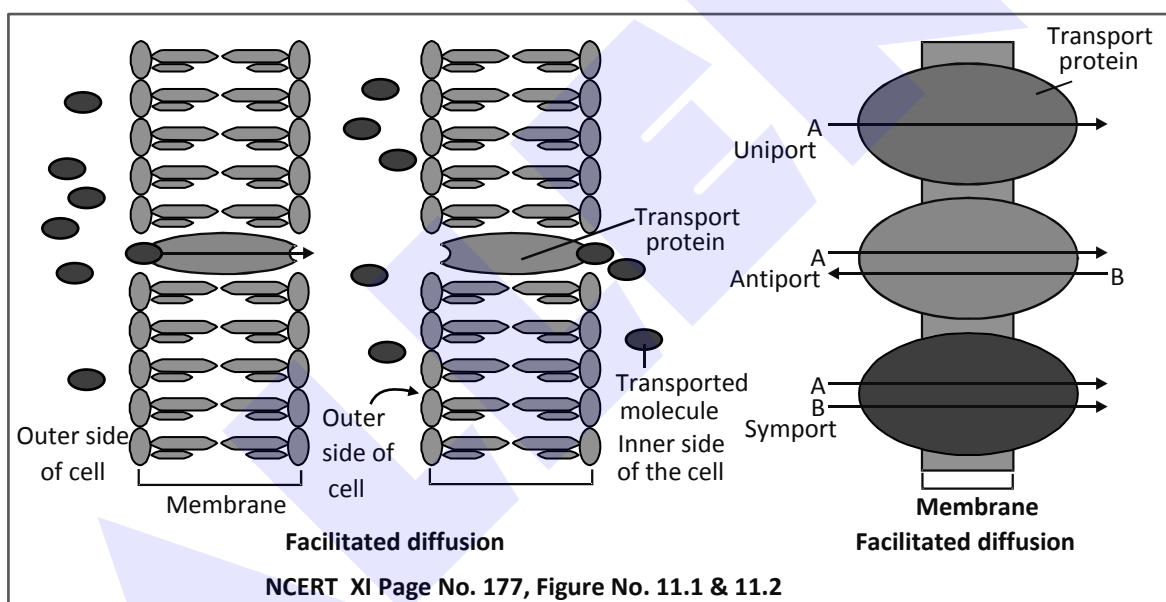 Outer side
of cell
Membrane
Outer
side of
cell
Transport
protein
Transported
molecule
Inner side
of the cell
Facilitated diffusion
Transport
protein
A
Uniport
A
Antiport
B
A
B
Symport
Membrane
Facilitated diffusion
NCERT XI Page No. 177, Figure No. 11.1 & 11.2